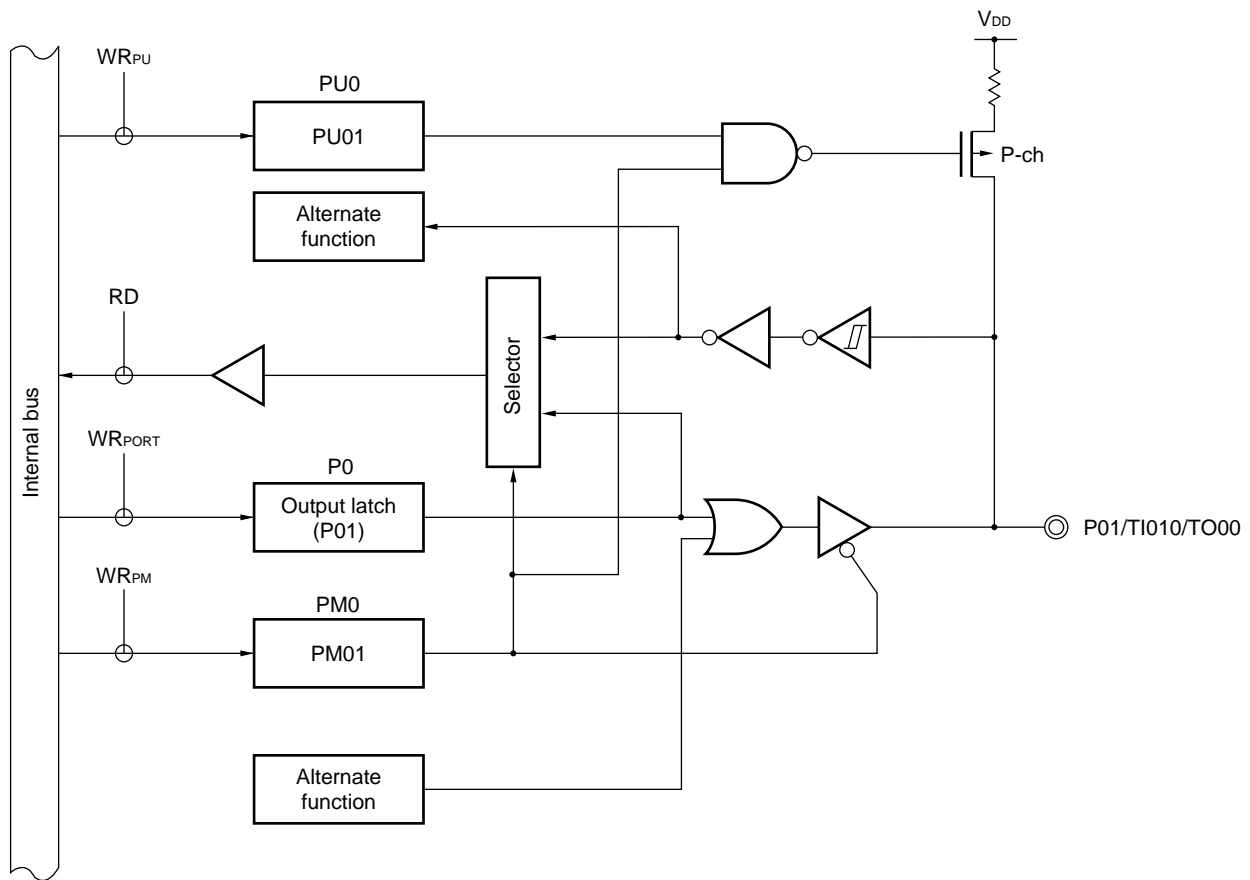 VDD
WRPU
PU0
PU01
P-ch
Alternate
function
RD
Selector
Internal bus
WRPORT
P0
Output latch
(P01)
P01/TI010/TO00
WRPM
PM0
PM01
Alternate
function